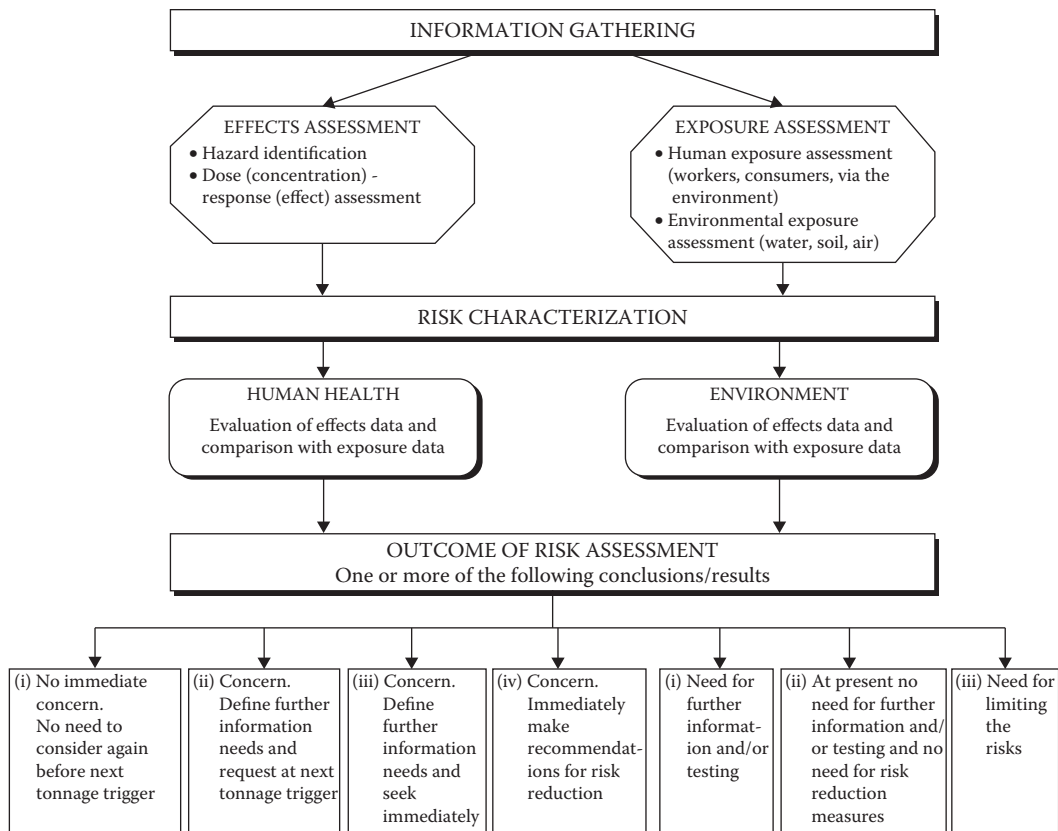 INFORMATION GATHERING
EFFECTS ASSESSMENT
• Hazard identification
• Dose (concentration) -
response (effect) assessment
EXPOSURE ASSESSMENT
• Human exposure assessment
(workers, consumers, via the
environment)
• Environmental exposure
assessment (water, soil, air)
RISK CHARACTERIZATION
HUMAN HEALTH
Evaluation of effects data and
comparison with exposure data
ENVIRONMENT
Evaluation of effects data and
comparison with exposure data
OUTCOME OF RISK ASSESSMENT
One or more of the following conclusions/results
(i) No immediate
concern.
No need to
consider again
before next
tonnage trigger
(ii) Concern.
Define further
information
needs and
request at next
tonnage trigger
(iii) Concern.
Define
further
information
needs and
seek
immediately
(iv) Concern.
Immediately
make
recommendat-
ions for risk
reduction
(i) Need for
further
informat-
ion and/or
testing
(ii) At present no
need for further
information and/
or testing and no
need for risk
reduction
measures
(iii) Need for
limiting
the
risks